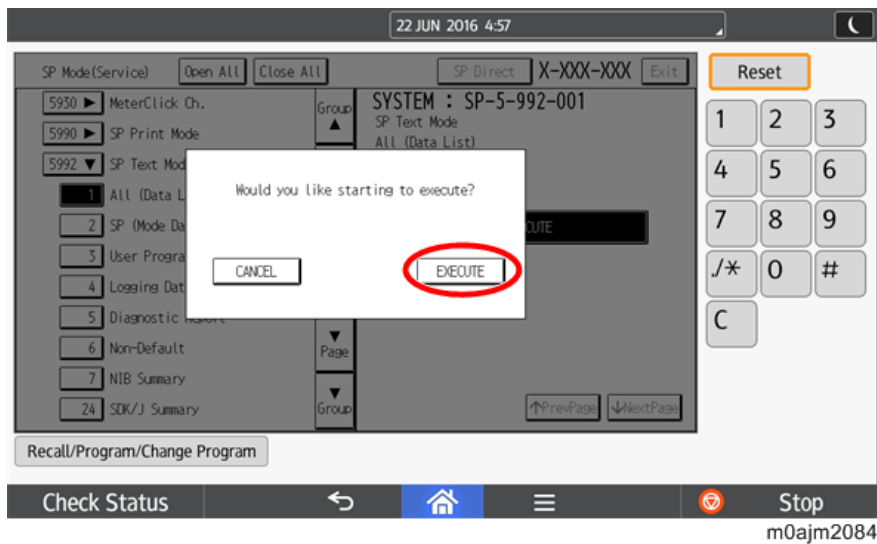 22 JUN 2016 4:57
SP Mode(Service) Open All Close All SP Direct X-XXX-XXX Exit
5930 ► MeterClick Ch.
5990 ► SP Print Mode
5992 ▼ SP Text Mod
1 All (Data L
2 SP (Mode Da
3 User Progra
4 Logging Dat
5 Diagnostic Report
6 Non-Default
7 NIB Summary
24 SDK/J Summary
Group ▲
▼ Page
▼ Group
SYSTEM : SP-5-992-001
SP Text Mode
All (Data List)
CUTE
↑PrevPage ↓NextPage
Would you like starting to execute?
CANCEL EXECUTE
Reset
1 2 3
4 5 6
7 8 9
./* 0 #
C
Recall/Program/Change Program
Check Status Stop
m0ajm2084